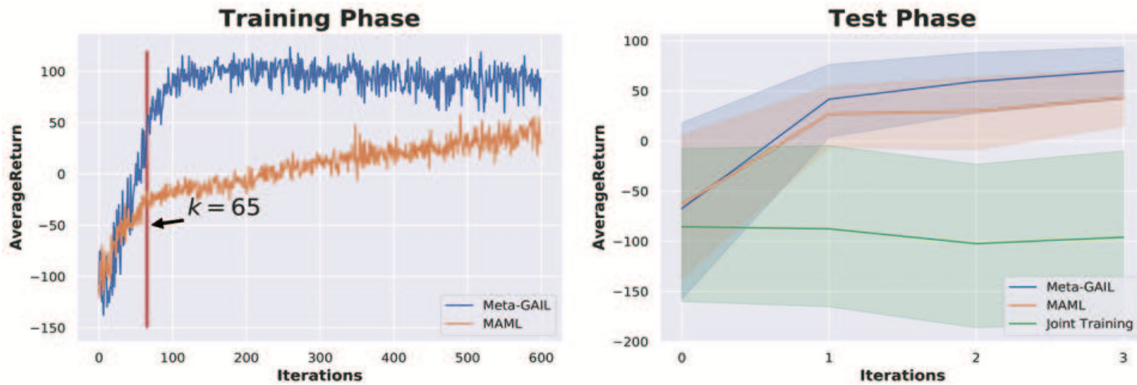 Training Phase
AverageReturn
100
50
0
−50
−100
−150
k = 65
Meta-GAIL
MAML
0
100
200
300
400
500
600
Iterations
Test Phase
AverageReturn
100
50
0
−50
−100
−150
−200
Meta-GAIL
MAML
Joint Training
0
1
2
3
Iterations